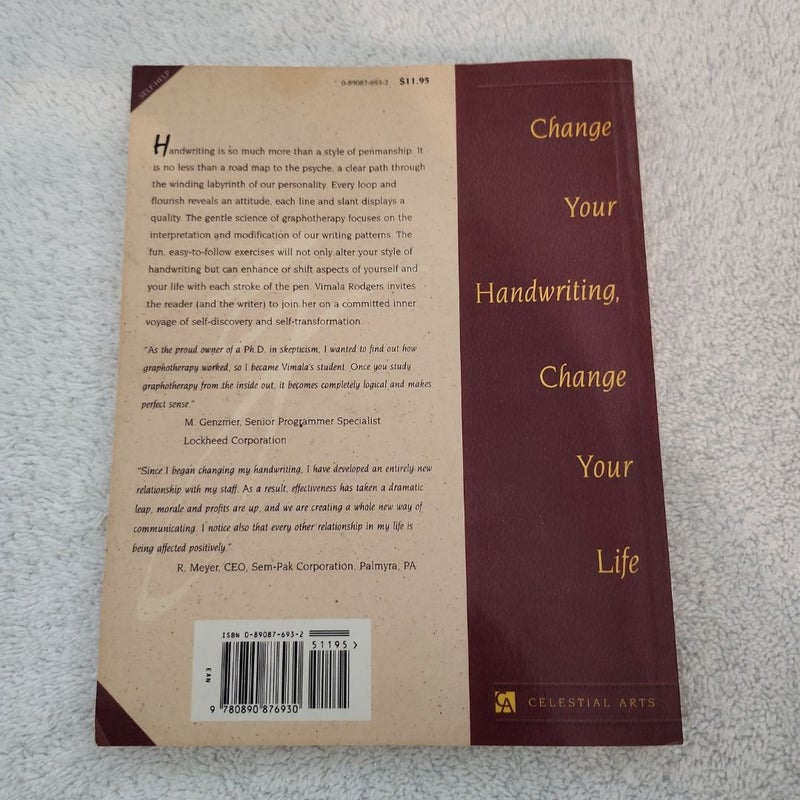 SELF-HELP
0-89087-693-2 $11.95
Handwriting is so much more than a style of penmanship. It
is no less than a road map to the psyche, a clear path through
the winding labyrinth of our personality. Every loop and
flourish reveals an attitude, each line and slant displays a
quality. The gentle science of graphotherapy focuses on the
interpretation and modification of our writing patterns. The
fun, easy-to-follow exercises will not only alter your style of
handwriting but can enhance or shift aspects of yourself and
your life with each stroke of the pen. Vimala Rodgers invites
the reader (and the writer) to join her on a committed inner
voyage of self-discovery and self-transformation.
"As the proud owner of a Ph.D. in skepticism, I wanted to find out how
graphotherapy worked, so I became Vimala's student. Once you study
graphotherapy from the inside out, it becomes completely logical and makes
perfect sense."
M. Genzmer, Senior Programmer Specialist
Lockheed Corporation
"Since I began changing my handwriting, I have developed an entirely new
relationship with my staff. As a result, effectiveness has taken a dramatic
leap, morale and profits are up, and we are creating a whole new way of
communicating. I notice also that every other relationship in my life is
being affected positively."
R. Meyer, CEO, Sem-Pak Corporation, Palmyra, PA
ISBN 0-89087-693-2
51195>
EAN
9 780890 876930
Change
Your
Handwriting,
Change
Your
Life
CA CELESTIAL ARTS